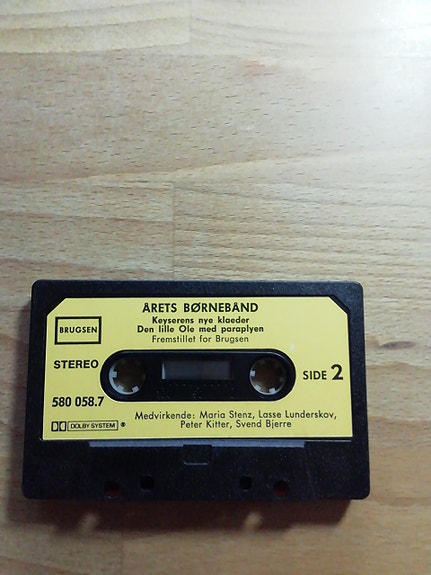 ÅRETS BØRNEBÅND
Keyserens nye klaeder
Den lille Ole med paraplyen
Fremstillet for Brugsen
BRUGSEN
STEREO
SIDE 2
580 058.7
DOLBY SYSTEM ®
Medvirkende: Maria Stenz, Lasse Lunderskov,
Peter Kitter, Svend Bjerre